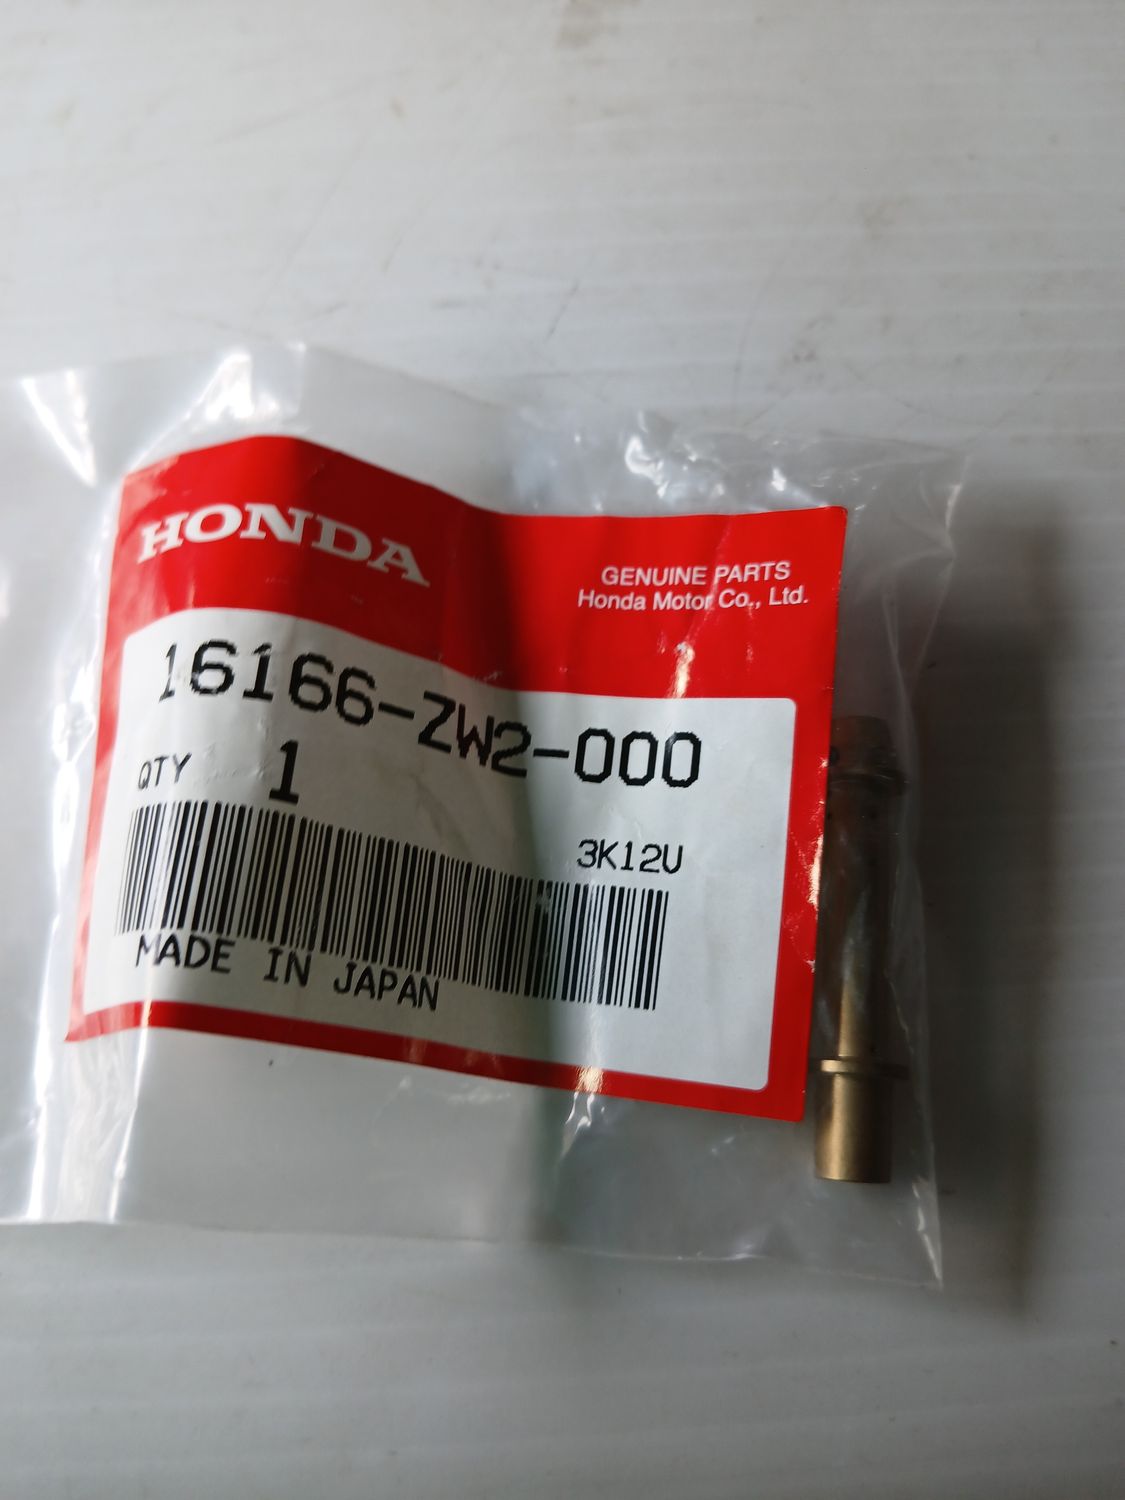 HONDA
GENUINE PARTS
Honda Motor Co., Ltd.
16166-ZW2-000
QTY 1
3K12U
MADE IN JAPAN